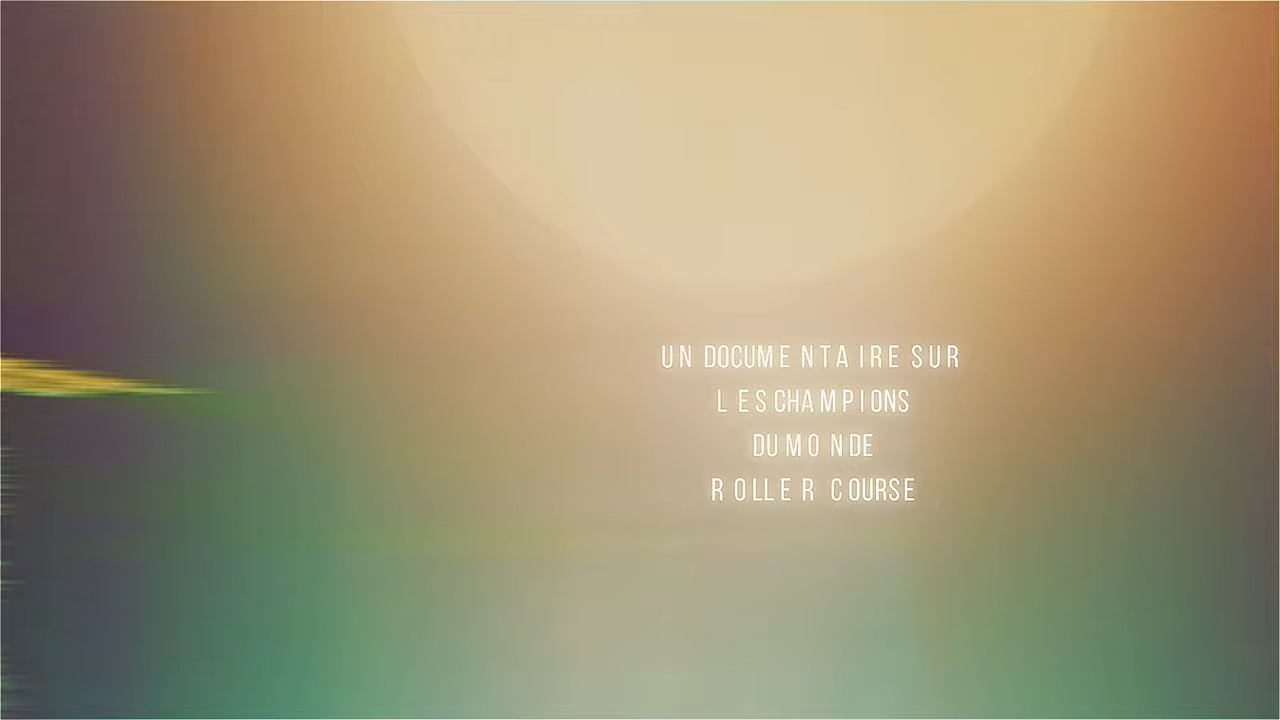 UN DOCUMENTAIRE SUR
LES CHAMPIONS
DU MONDE
ROLLER COURSE